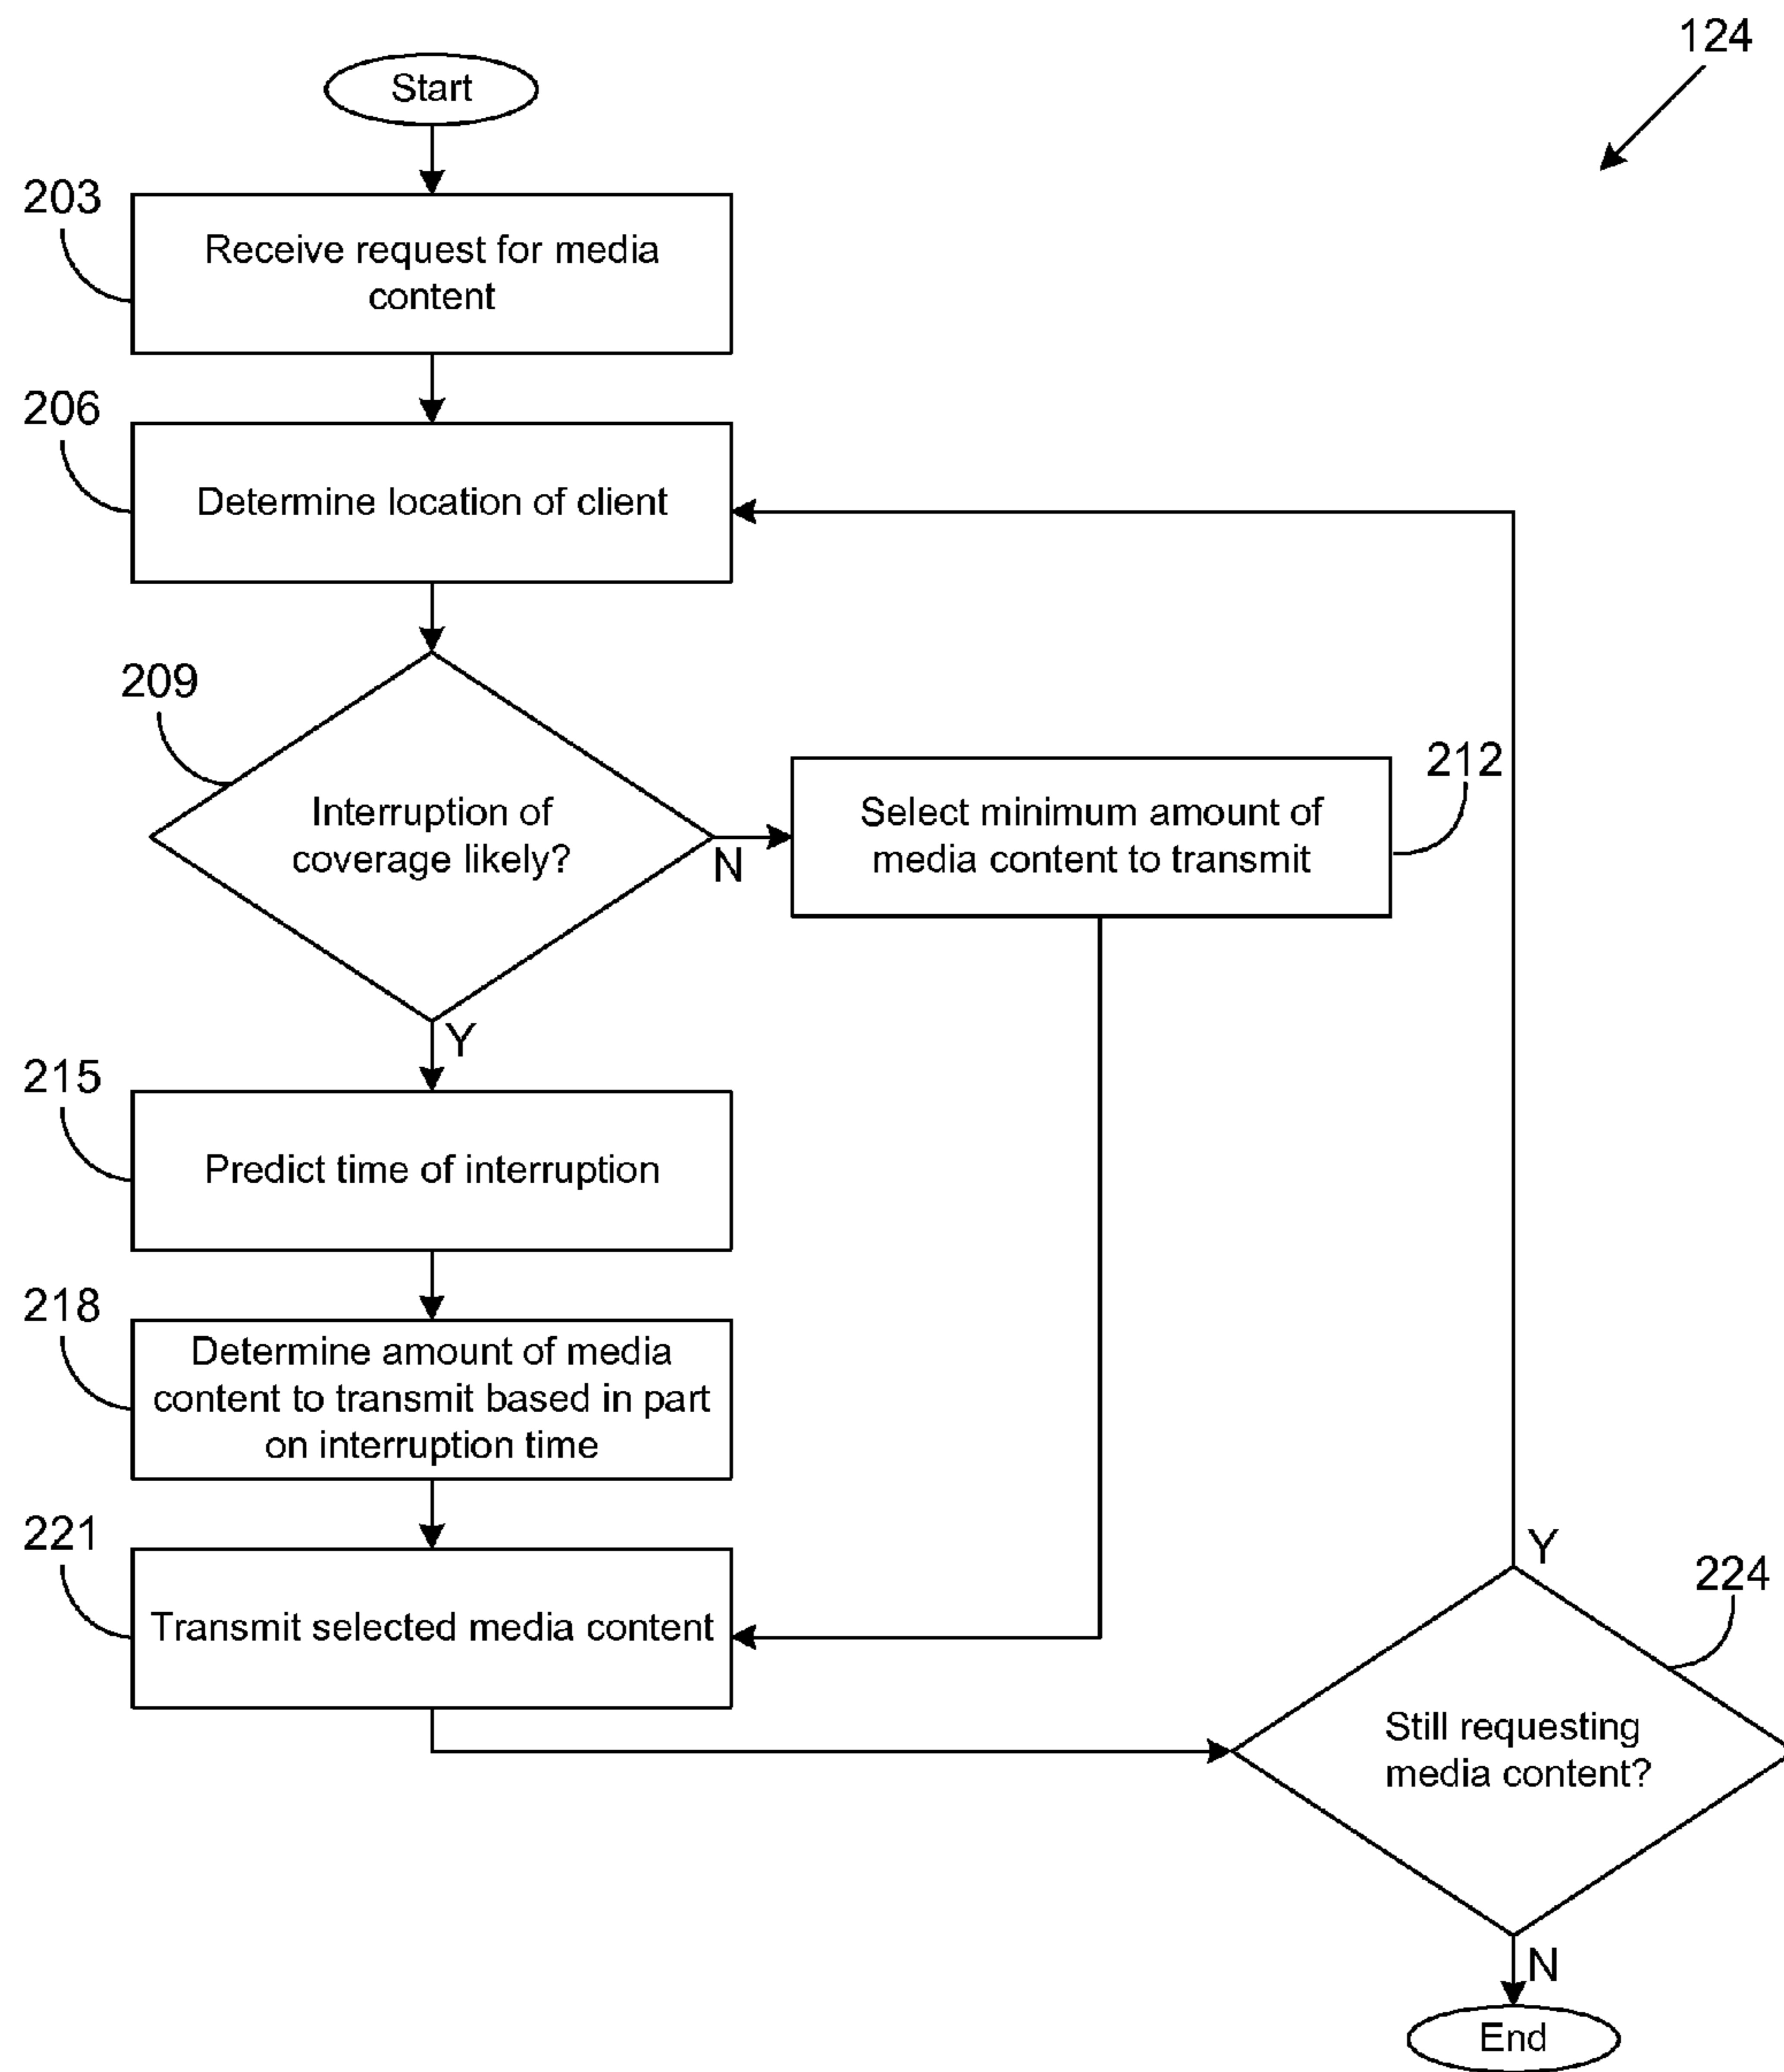 124
Start
203
Receive request for media
content
206
Determine location of client
209
Interruption of
coverage likely?
N
212
Select minimum amount of
media content to transmit
Y
215
Predict time of interruption
218
Determine amount of media
content to transmit based in part
on interruption time
221
Transmit selected media content
Y
224
Still requesting
media content?
N
End